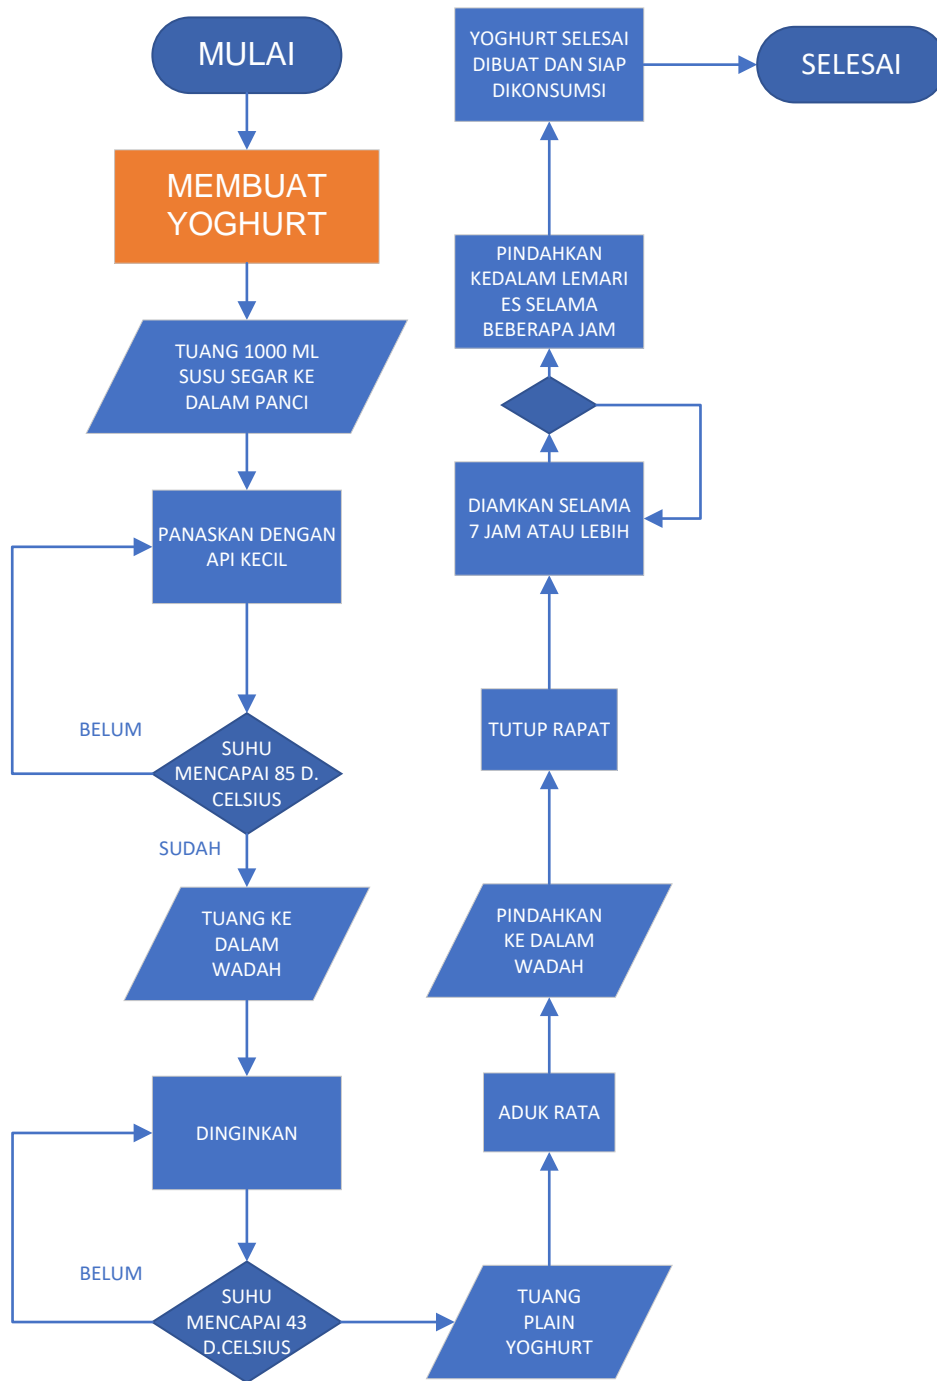 MULAI
MEMBUAT
YOGHURT
TUANG 1000 ML
SUSU SEGAR KE
DALAM PANCI
PANASKAN DENGAN
API KECIL
BELUM
SUHU
MENCAPAI 85 D.
CELSIUS
SUDAH
TUANG KE
DALAM
WADAH
DINGINKAN
BELUM
SUHU
MENCAPAI 43
D.CELSIUS
TUANG
PLAIN
YOGHURT
ADUK RATA
PINDAHKAN
KE DALAM
WADAH
TUTUP RAPAT
DIAMKAN SELAMA
7 JAM ATAU LEBIH
PINDAHKAN
KEDALAM LEMARI
ES SELAMA
BEBERAPA JAM
YOGHURT SELESAI
DIBUAT DAN SIAP
DIKONSUMSI
SELESAI